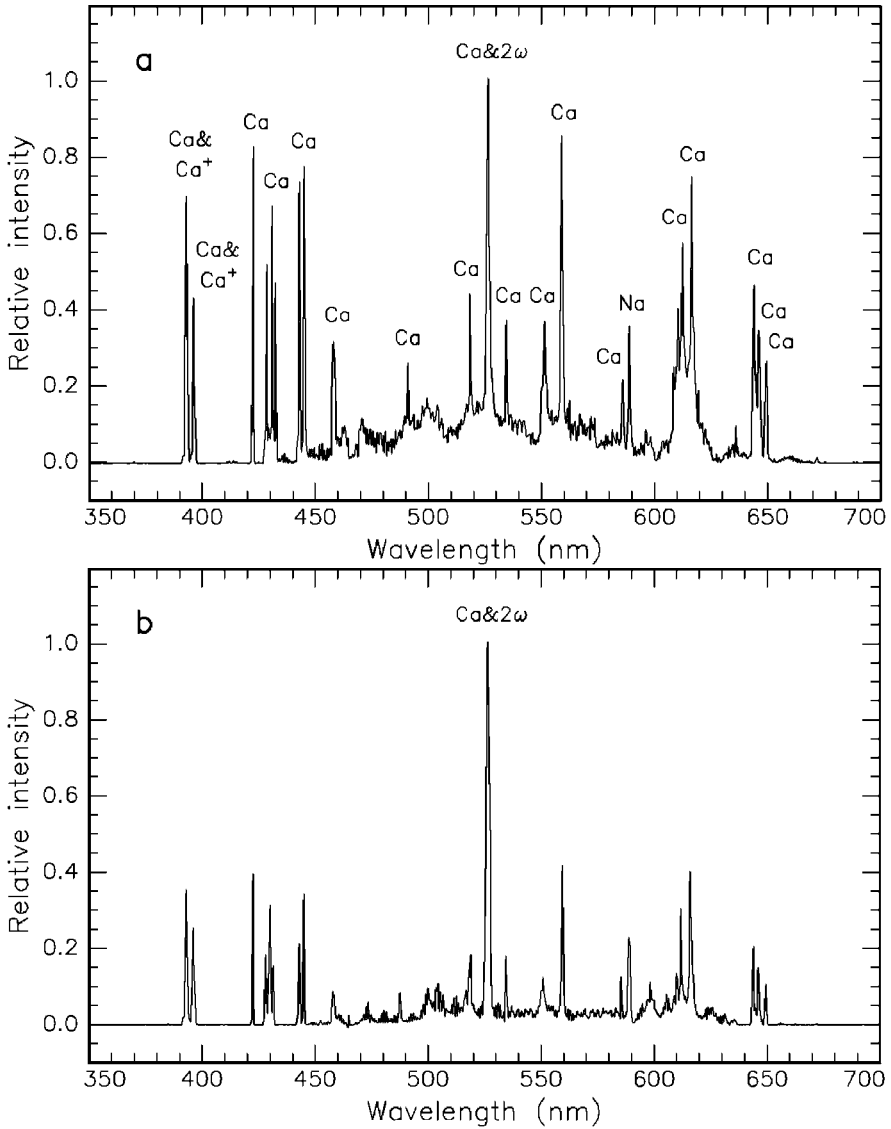 a
Ca&2ω
Ca&
Ca⁺
Ca&
Ca⁺
Ca
Ca
Ca
Ca
Ca
Ca
Ca
Ca
Ca
Ca
Na
Ca
Ca
Ca
Ca
Ca
Relative intensity
1.0
0.8
0.6
0.4
0.2
0.0
350 400 450 500 550 600 650 700
Wavelength (nm)
b
Ca&2ω
Relative intensity
1.0
0.8
0.6
0.4
0.2
0.0
350 400 450 500 550 600 650 700
Wavelength (nm)